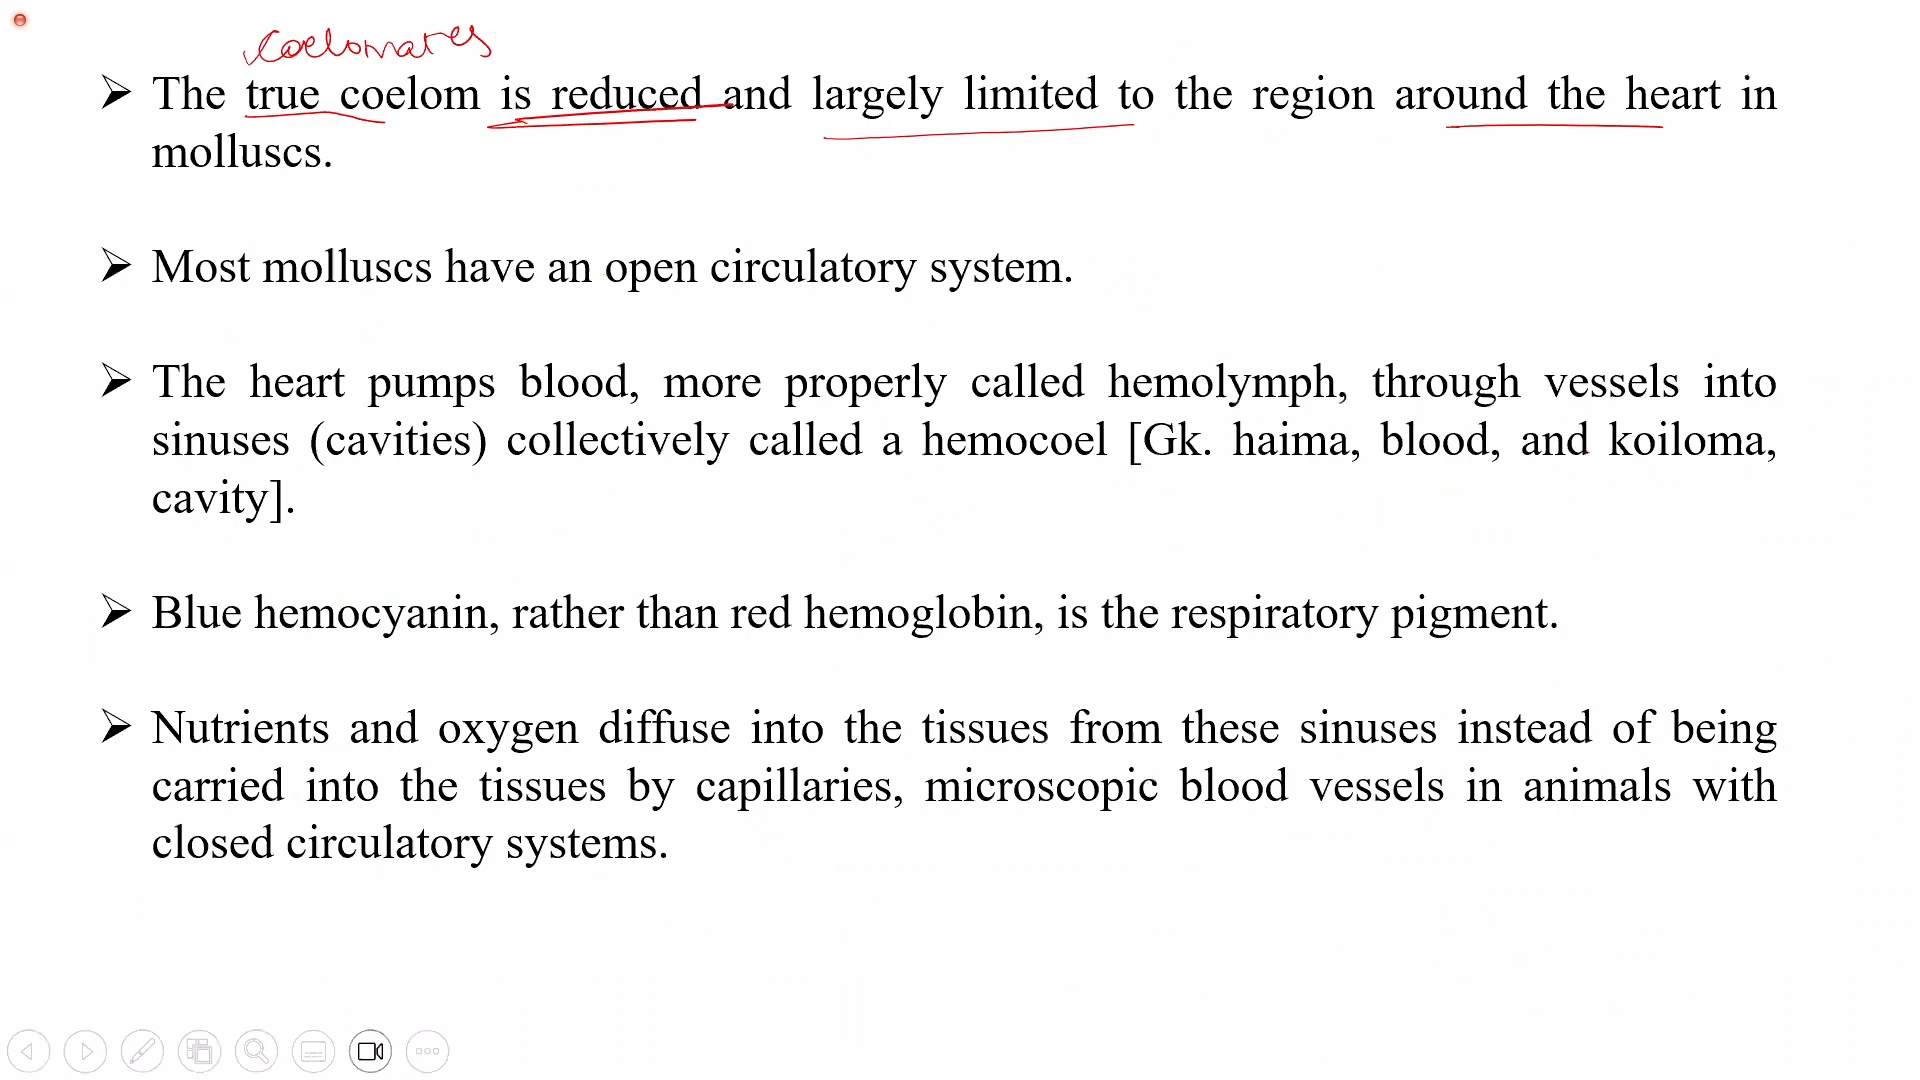 coelomates
➢ The true coelom is reduced and largely limited to the region around the heart in
molluscs.
➢ Most molluscs have an open circulatory system.
➢ The heart pumps blood, more properly called hemolymph, through vessels into
sinuses (cavities) collectively called a hemocoel [Gk. haima, blood, and koiloma,
cavity].
➢ Blue hemocyanin, rather than red hemoglobin, is the respiratory pigment.
➢ Nutrients and oxygen diffuse into the tissues from these sinuses instead of being
carried into the tissues by capillaries, microscopic blood vessels in animals with
closed circulatory systems.